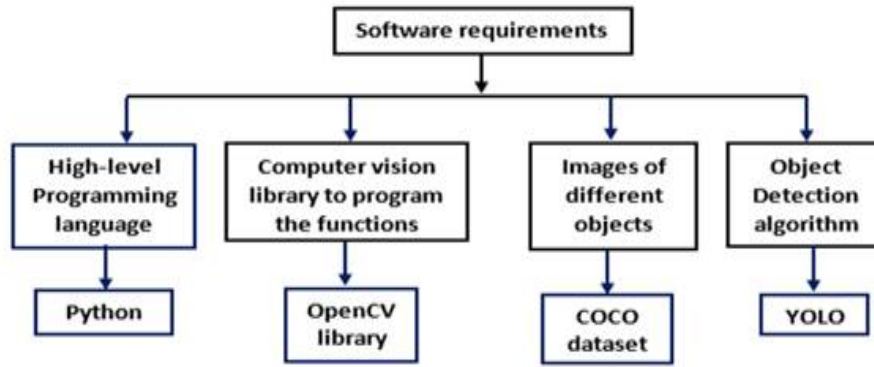 Software requirements
High-level
Programming
language
Computer vision
library to program
the functions
Images of
different
objects
Object
Detection
algorithm
Python
OpenCV
library
COCO
dataset
YOLO